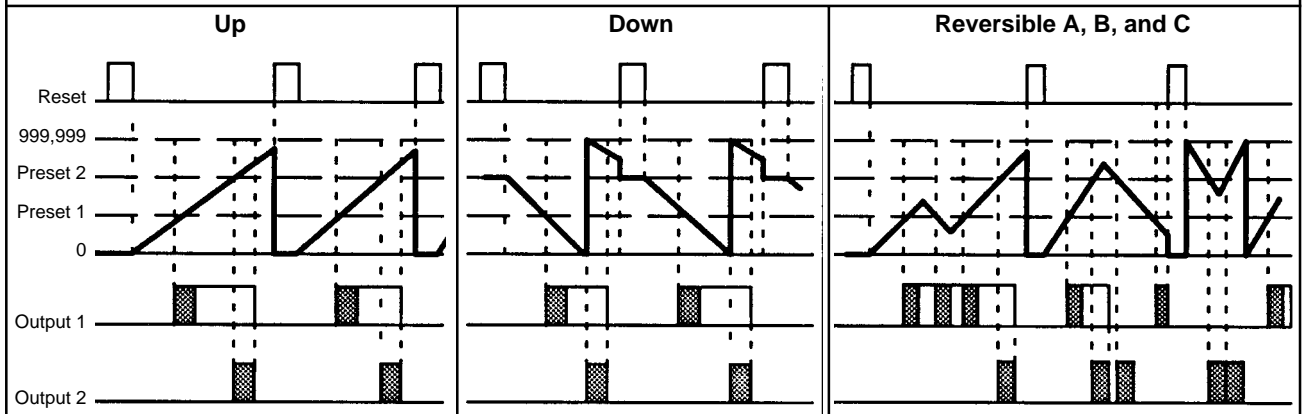 Up
Down
Reversible A, B, and C
Reset
999,999
Preset 2
Preset 1
0
Output 1
Output 2